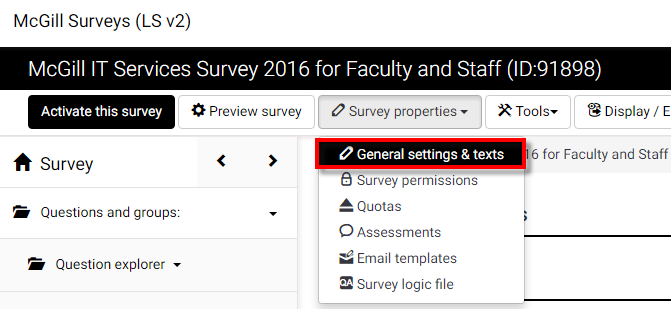 McGill Surveys (LS v2)
McGill IT Services Survey 2016 for Faculty and Staff (ID:91898)
Activate this survey Preview survey Survey properties Tools Display / E
Survey General settings & texts 16 for Faculty and Staff
Survey permissions
Questions and groups: Quotas s
Assessments
Question explorer Email templates
QA Survey logic file